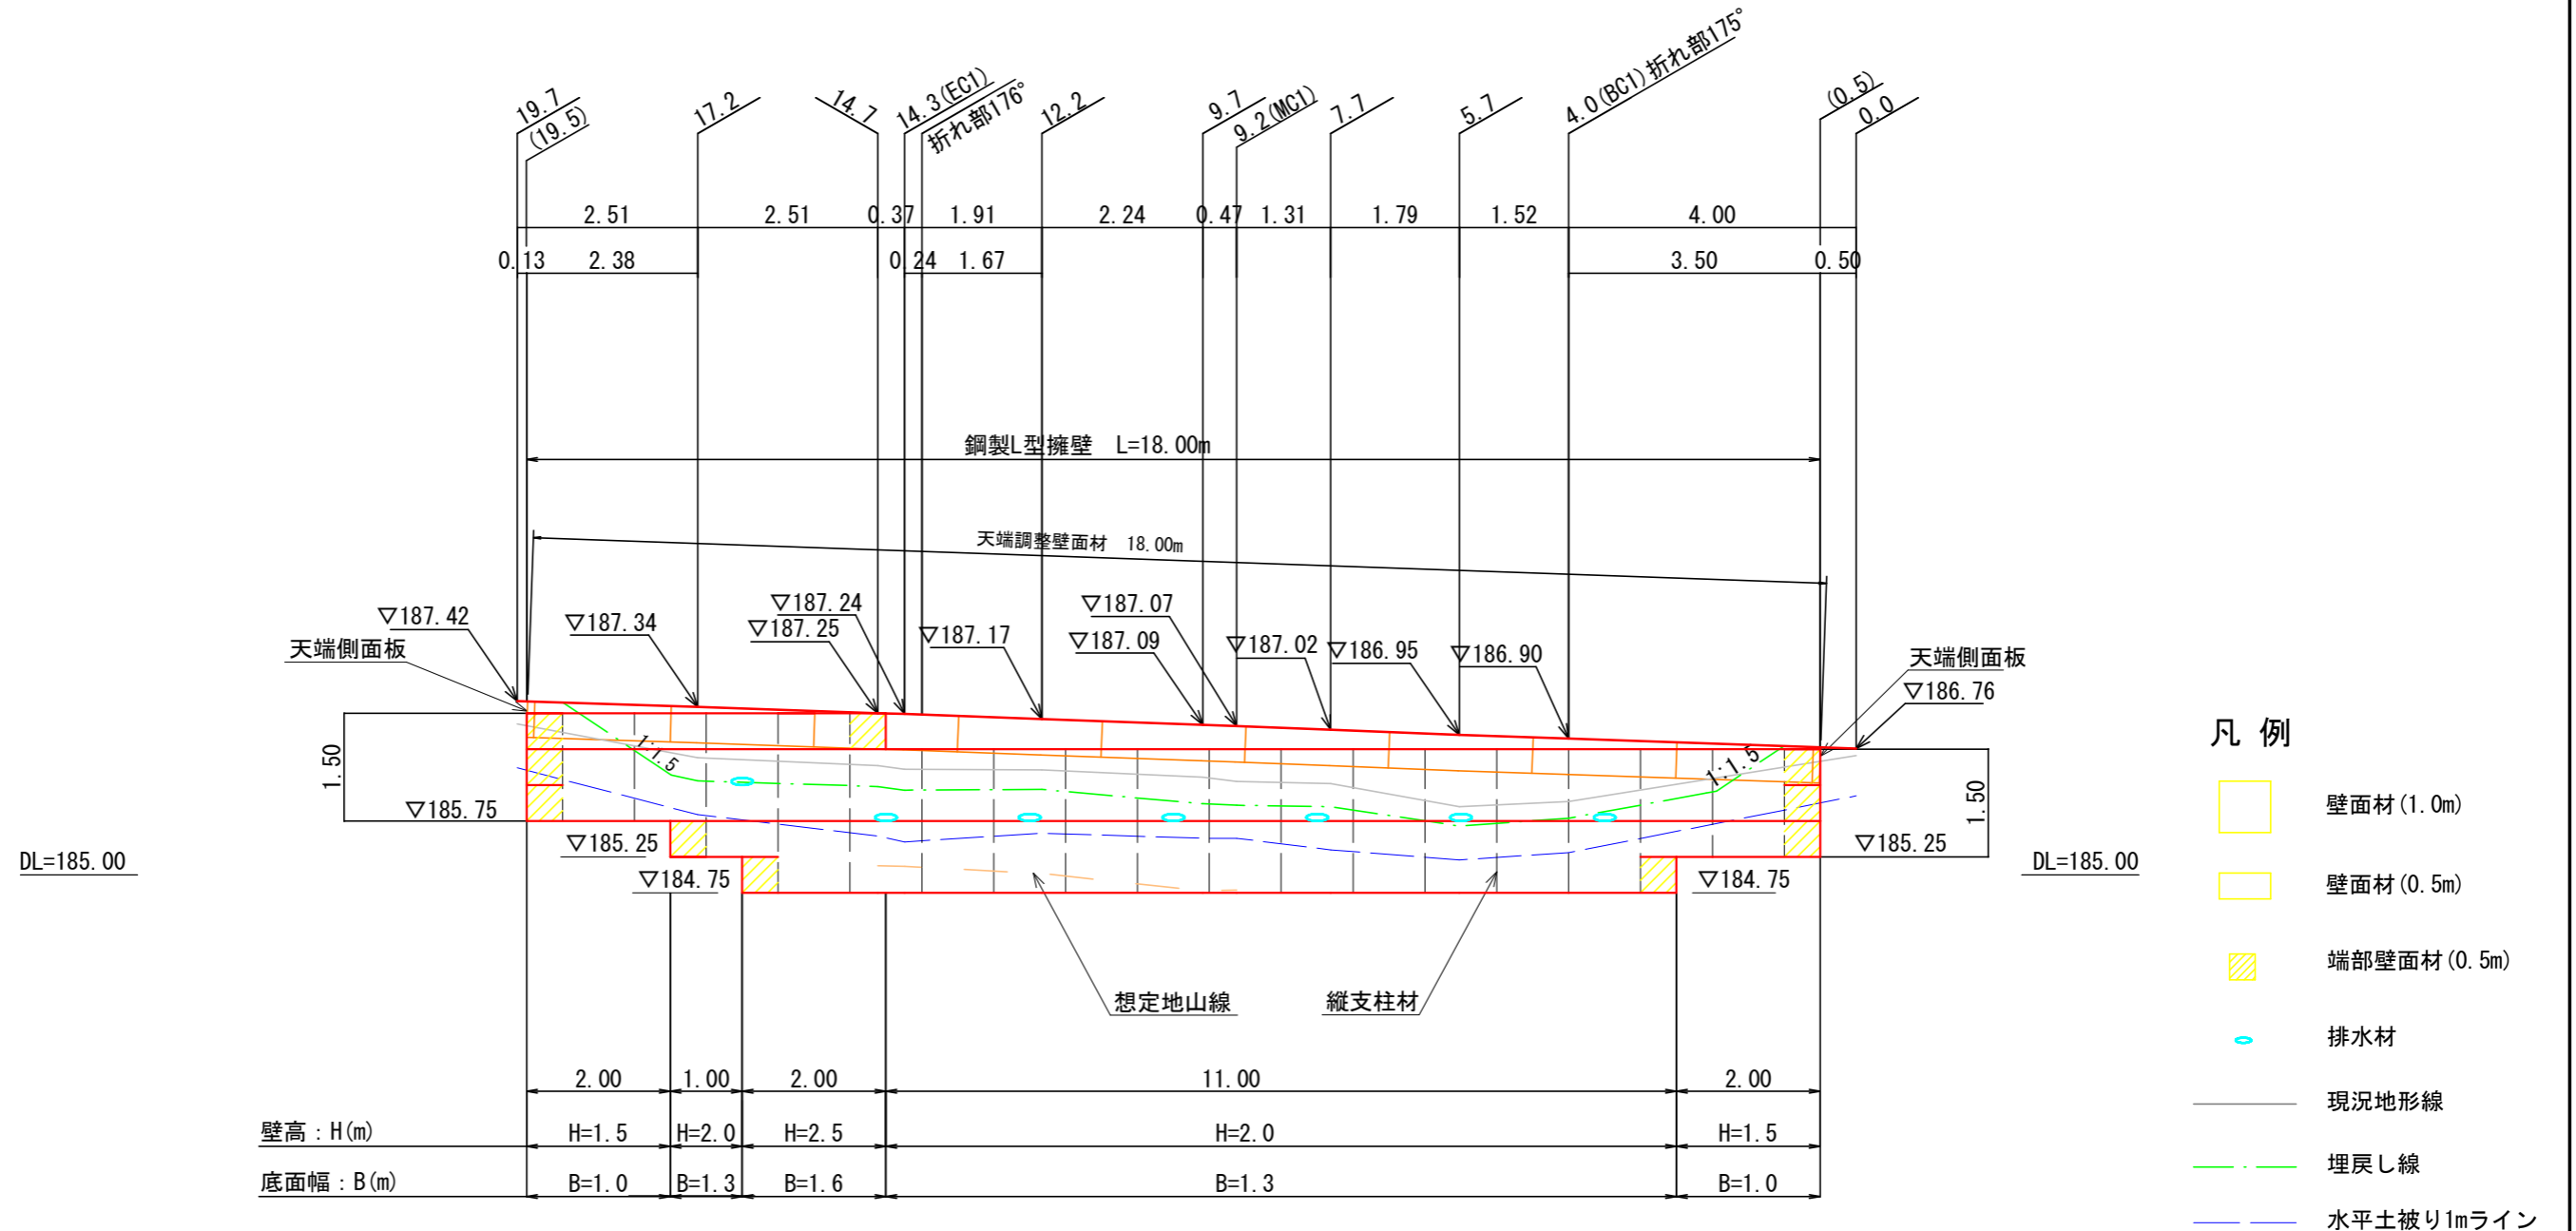 19.7
(19.5)
17.2
14.7
14.3(EC1)
折れ部176°
12.2
9.7
9.2(MC1)
7.7
5.7
4.0(BC1)折れ部175°
(0.5)
0.0
2.51 2.51 0.37 1.91 2.24 0.47 1.31 1.79 1.52 4.00
0.13 2.38 0.24 1.67 3.50 0.50
鋼製L型擁壁 L=18.00m
天端調整壁面材 18.00m
▽187.42
▽187.34
▽187.24
▽187.25
▽187.17
▽187.07
▽187.09
▽187.02
▽186.95
▽186.90
▽186.76
天端側面板
天端側面板
1:1.5
1:1.5
1.50
1.50
▽185.75
▽185.25
▽184.75
▽185.25
▽184.75
DL=185.00
DL=185.00
想定地山線
縦支柱材
2.00 1.00 2.00 11.00 2.00
壁高：H(m) H=1.5 H=2.0 H=2.5 H=2.0 H=1.5
底面幅：B(m) B=1.0 B=1.3 B=1.6 B=1.3 B=1.0
凡 例
壁面材(1.0m)
壁面材(0.5m)
端部壁面材(0.5m)
排水材
現況地形線
埋戻し線
水平土被り1mライン